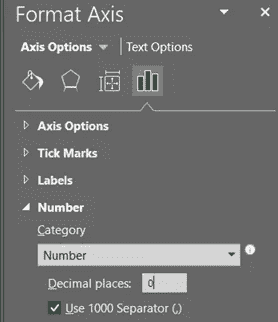 Format Axis
Axis Options Text Options
Axis Options
Tick Marks
Labels
Number
Category
Number
Decimal places: 0
Use 1000 Separator (,)